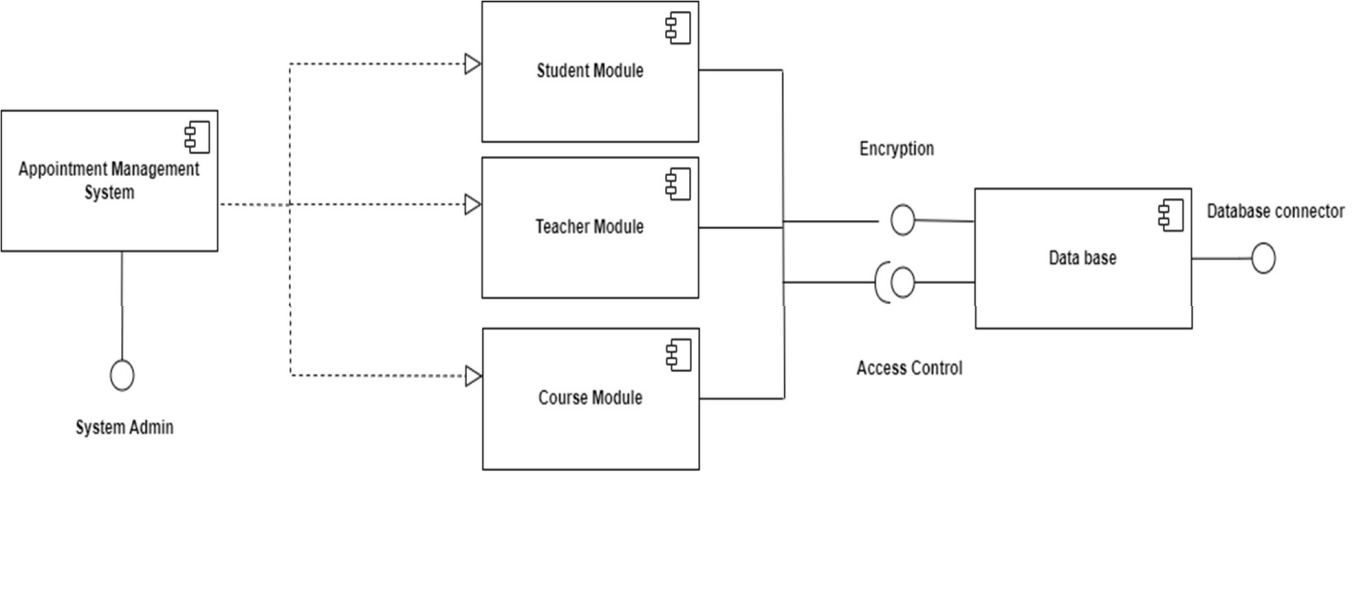 Student Module
Appointment Management
System
Teacher Module
Encryption
Database connector
Data base
Access Control
Course Module
System Admin